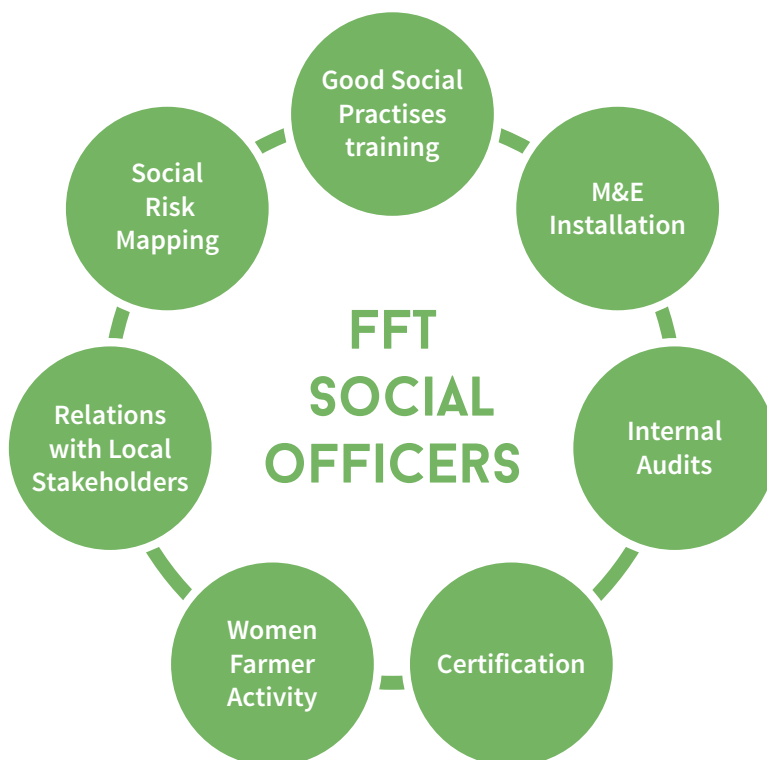 Good Social
Practises
training
M&E
Installation
Internal
Audits
Certification
Women
Farmer
Activity
Relations
with Local
Stakeholders
Social
Risk
Mapping
FFT
SOCIAL
OFFICERS